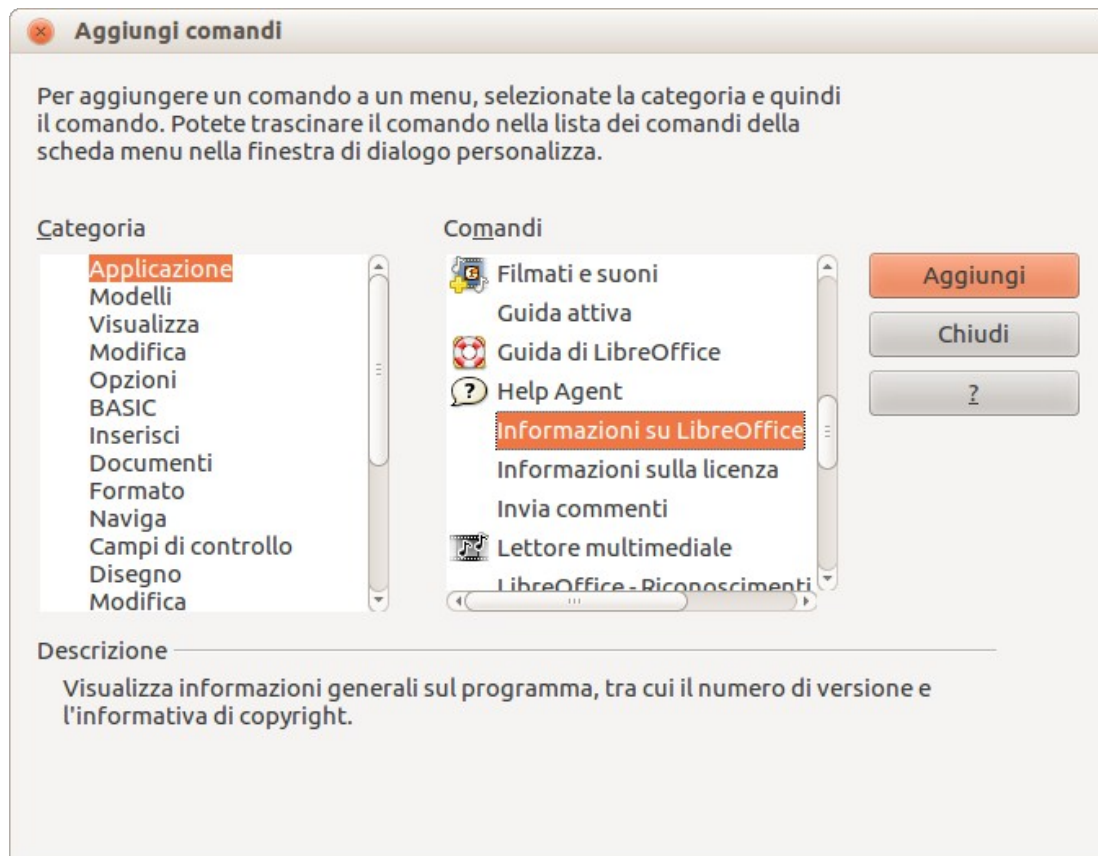 Aggiungi comandi
Per aggiungere un comando a un menu, selezionate la categoria e quindi
il comando. Potete trascinare il comando nella lista dei comandi della
scheda menu nella finestra di dialogo personalizza.
Categoria
Applicazione
Modelli
Visualizza
Modifica
Opzioni
BASIC
Inserisci
Documenti
Formato
Naviga
Campi di controllo
Disegno
Modifica
Comandi
Filmati e suoni
Guida attiva
Guida di LibreOffice
? Help Agent
Informazioni su LibreOffice
Informazioni sulla licenza
Invia commenti
Lettore multimediale
LibreOffice - Riconoscimenti
Aggiungi
Chiudi
?
Descrizione
Visualizza informazioni generali sul programma, tra cui il numero di versione e
l'informativa di copyright.